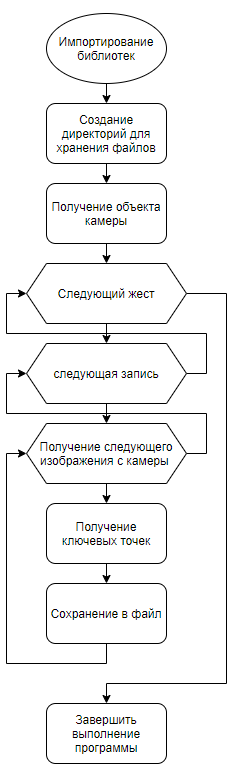 Импортирование
библиотек
Создание
директорий для
хранения файлов
Получение объекта
камеры
Следующий жест
следующая запись
Получение следующего
изображения с камеры
Получение
ключевых точек
Сохранение в файл
Завершить
выполнение
программы